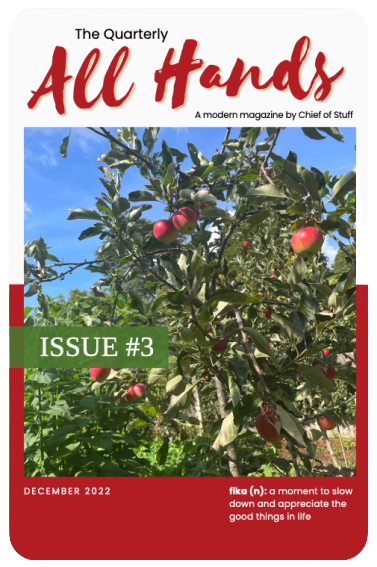 The Quarterly
All Hands
A modern magazine by Chief of Stuff
ISSUE #3
DECEMBER 2022
fika (n): a moment to slow
down and appreciate the
good things in life